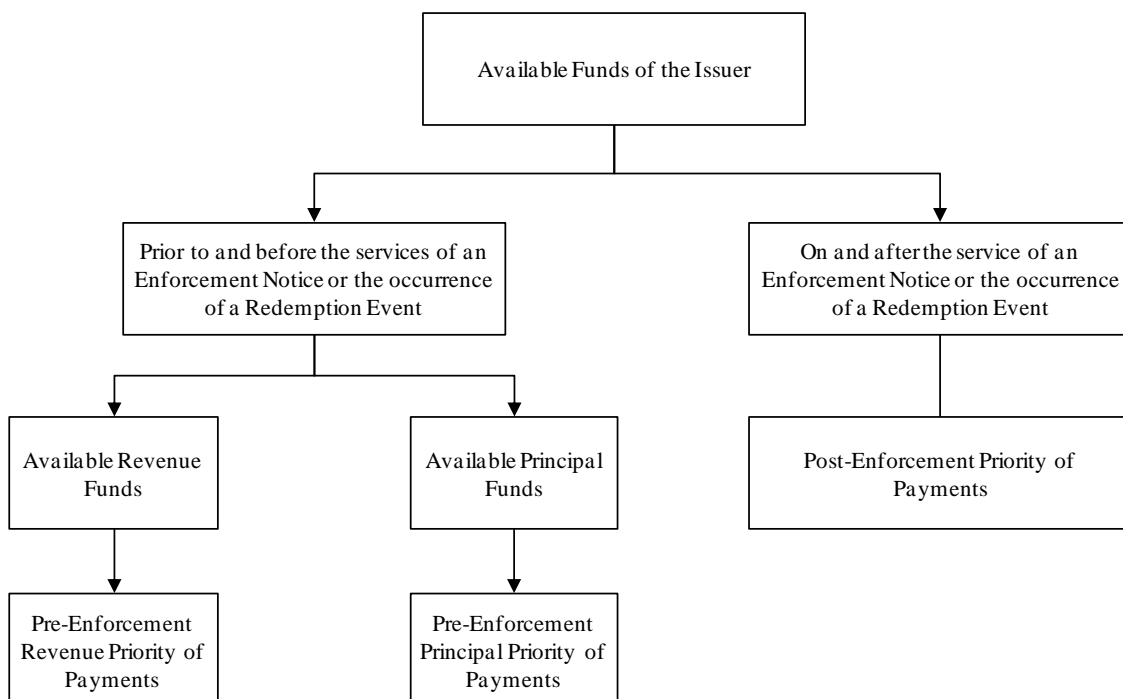 Available Funds of the Issuer
Prior to and before the services of an
Enforcement Notice or the occurrence
of a Redemption Event
On and after the service of an
Enforcement Notice or the occurrence
of a Redemption Event
Available Revenue
Funds
Available Principal
Funds
Post-Enforcement Priority of
Payments
Pre-Enforcement
Revenue Priority of
Payments
Pre-Enforcement
Principal Priority of
Payments